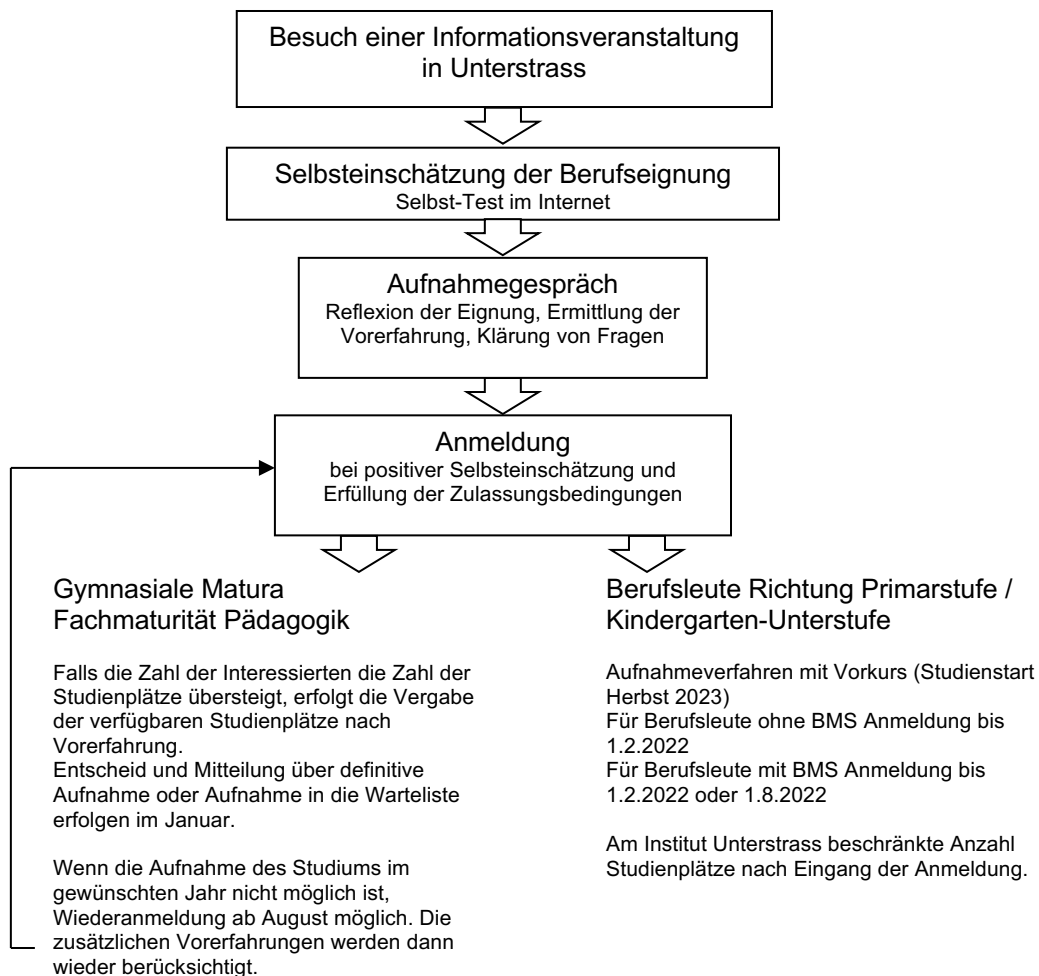 Besuch einer Informationsveranstaltung
in Unterstrass
Selbsteinschätzung der Berufseignung
Selbst-Test im Internet
Aufnahmegespräch
Reflexion der Eignung, Ermittlung der
Vorerfahrung, Klärung von Fragen
Anmeldung
bei positiver Selbsteinschätzung und
Erfüllung der Zulassungsbedingungen
Gymnasiale Matura
Fachmaturität Pädagogik
Falls die Zahl der Interessierten die Zahl der
Studienplätze übersteigt, erfolgt die Vergabe
der verfügbaren Studienplätze nach
Vorerfahrung.
Entscheid und Mitteilung über definitive
Aufnahme oder Aufnahme in die Warteliste
erfolgen im Januar.
Wenn die Aufnahme des Studiums im
gewünschten Jahr nicht möglich ist,
Wiederanmeldung ab August möglich. Die
zusätzlichen Vorerfahrungen werden dann
wieder berücksichtigt.
Berufsleute Richtung Primarstufe /
Kindergarten-Unterstufe
Aufnahmeverfahren mit Vorkurs (Studienstart
Herbst 2023)
Für Berufsleute ohne BMS Anmeldung bis
1.2.2022
Für Berufsleute mit BMS Anmeldung bis
1.2.2022 oder 1.8.2022
Am Institut Unterstrass beschränkte Anzahl
Studienplätze nach Eingang der Anmeldung.